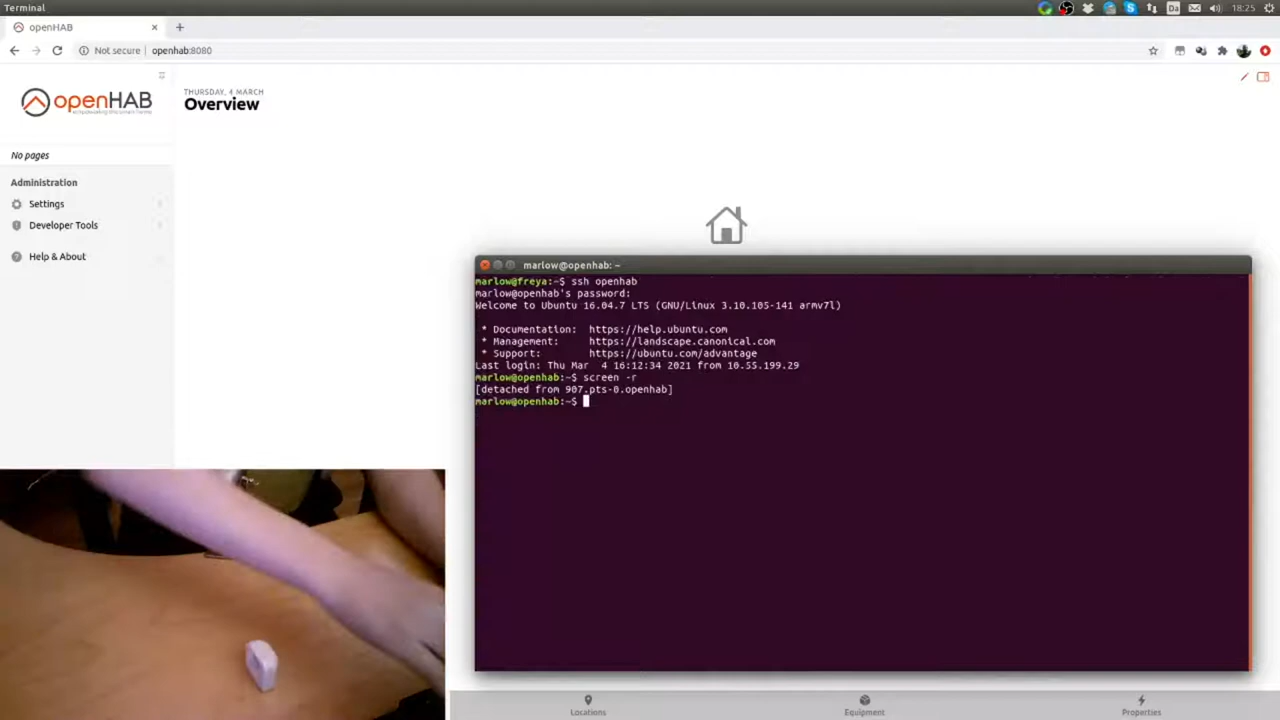 Terminal
Da
18:25
openHAB
Not secure
openhab:8080
openHAB
THURSDAY, 4 MARCH
Overview
No pages
Administration
Settings
Developer Tools
Help & About
marlow@openhab: ~
marlow@freya:~$ ssh openhab
marlow@openhab's password:
Welcome to Ubuntu 16.04.7 LTS (GNU/Linux 3.10.105-141 armv7l)
* Documentation: https://help.ubuntu.com
* Management: https://landscape.canonical.com
* Support: https://ubuntu.com/advantage
Last login: Thu Mar 4 16:12:34 2021 from 10.55.199.29
marlow@openhab:~$ screen -r
[detached from 907.pts-0.openhab]
marlow@openhab:~$
Locations
Equipment
Properties